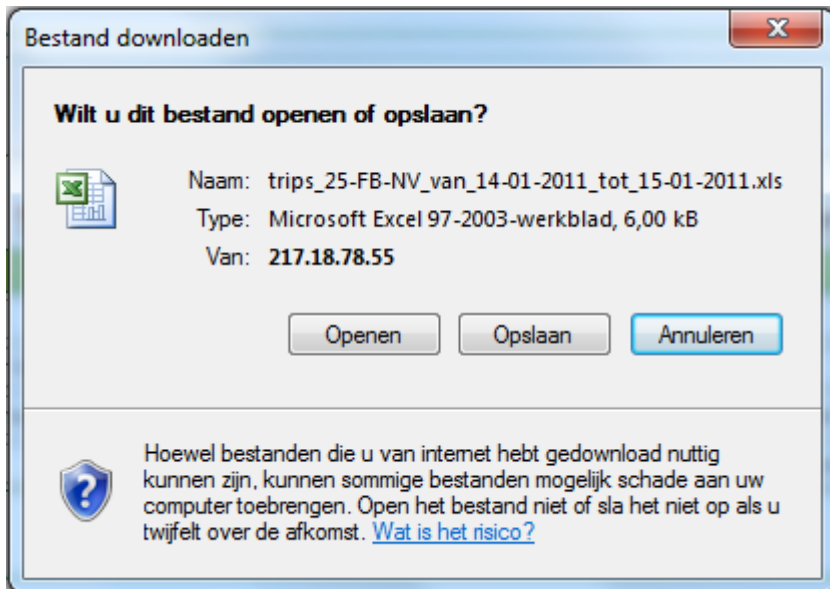 Bestand downloaden
Wilt u dit bestand openen of opslaan?
Naam: trips_25-FB-NV_van_14-01-2011_tot_15-01-2011.xls
Type: Microsoft Excel 97-2003-werkblad, 6,00 kB
Van: 217.18.78.55
Openen Opslaan Annuleren
Hoewel bestanden die u van internet hebt gedownload nuttig
kunnen zijn, kunnen sommige bestanden mogelijk schade aan uw
computer toebrengen. Open het bestand niet of sla het niet op als u
twijfelt over de afkomst. Wat is het risico?